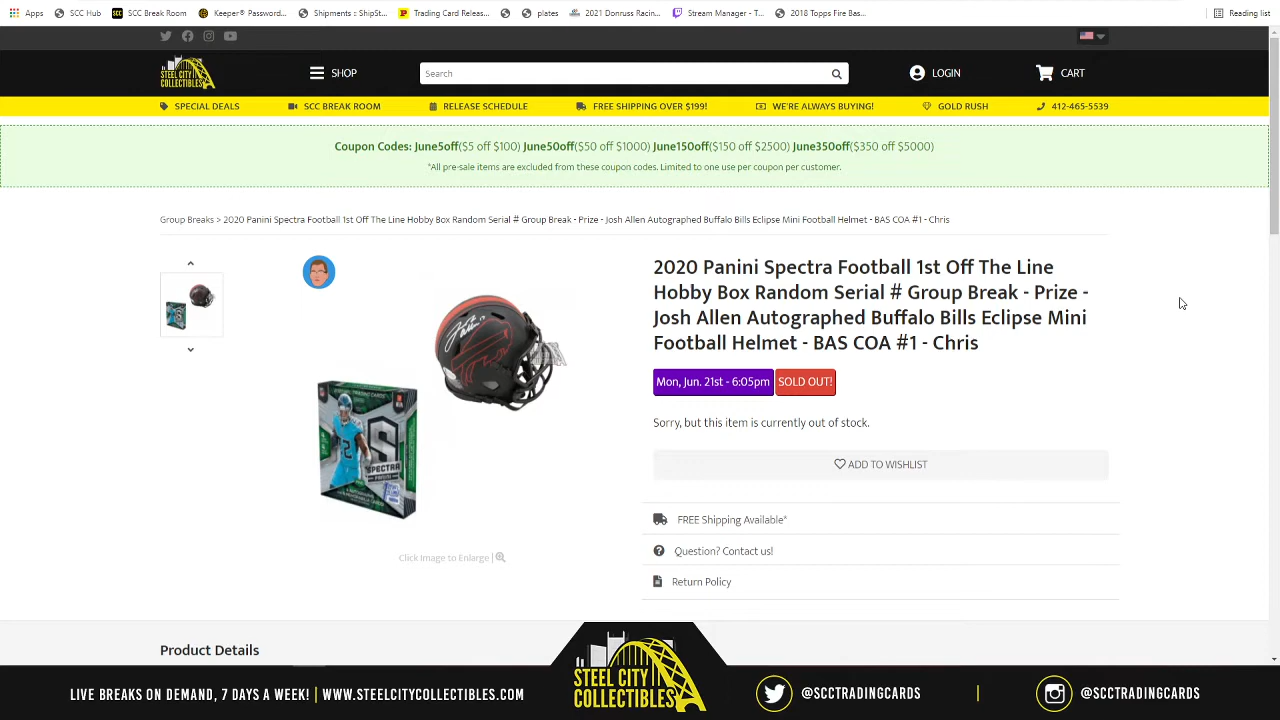 Apps SCC Hub SCC Break Room Keeper® Password... Shipments :: ShipSt... Trading Card Releas... plates 2021 Donruss Racin... Stream Manager - T... 2018 Topps Fire Bas... Reading list
STEEL CITY
COLLECTIBLES
SHOP Search LOGIN CART
SPECIAL DEALS SCC BREAK ROOM RELEASE SCHEDULE FREE SHIPPING OVER $199! WE'RE ALWAYS BUYING! GOLD RUSH 412-465-5539
Coupon Codes: June5off($5 off $100) June50off($50 off $1000) June150off($150 off $2500) June350off($350 off $5000)
*All pre-sale items are excluded from these coupon codes. Limited to one use per coupon per customer.
Group Breaks > 2020 Panini Spectra Football 1st Off The Line Hobby Box Random Serial # Group Break - Prize - Josh Allen Autographed Buffalo Bills Eclipse Mini Football Helmet - BAS COA #1 - Chris
2020 Panini Spectra Football 1st Off The Line
Hobby Box Random Serial # Group Break - Prize -
Josh Allen Autographed Buffalo Bills Eclipse Mini
Football Helmet - BAS COA #1 - Chris
Mon, Jun. 21st - 6:05pm SOLD OUT!
Sorry, but this item is currently out of stock.
ADD TO WISHLIST
SPECTRA
FREE Shipping Available*
Question? Contact us!
Click Image to Enlarge |
Return Policy
Product Details
LIVE BREAKS ON DEMAND, 7 DAYS A WEEK! | WWW.STEELCITYCOLLECTIBLES.COM
STEEL CITY
COLLECTIBLES
@SCCTRADINGCARDS | @SCCTRADINGCARDS